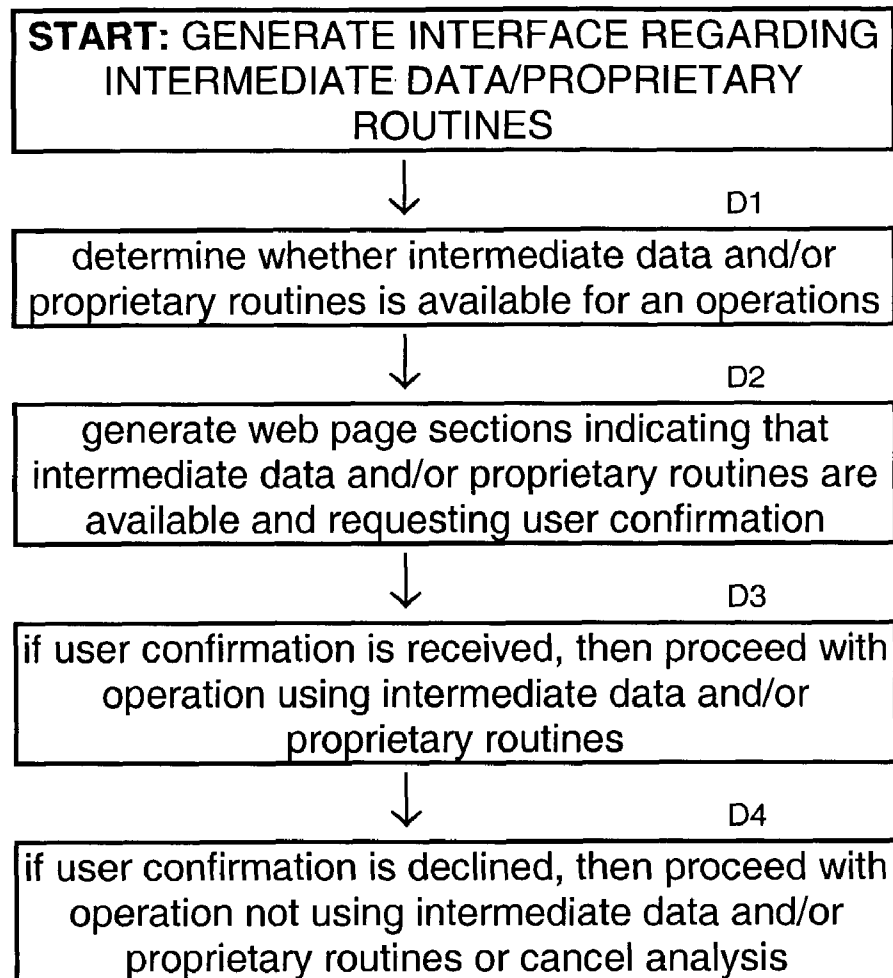 START: GENERATE INTERFACE REGARDING
INTERMEDIATE DATA/PROPRIETARY
ROUTINES
D1
determine whether intermediate data and/or
proprietary routines is available for an operations
D2
generate web page sections indicating that
intermediate data and/or proprietary routines are
available and requesting user confirmation
D3
if user confirmation is received, then proceed with
operation using intermediate data and/or
proprietary routines
D4
if user confirmation is declined, then proceed with
operation not using intermediate data and/or
proprietary routines or cancel analysis